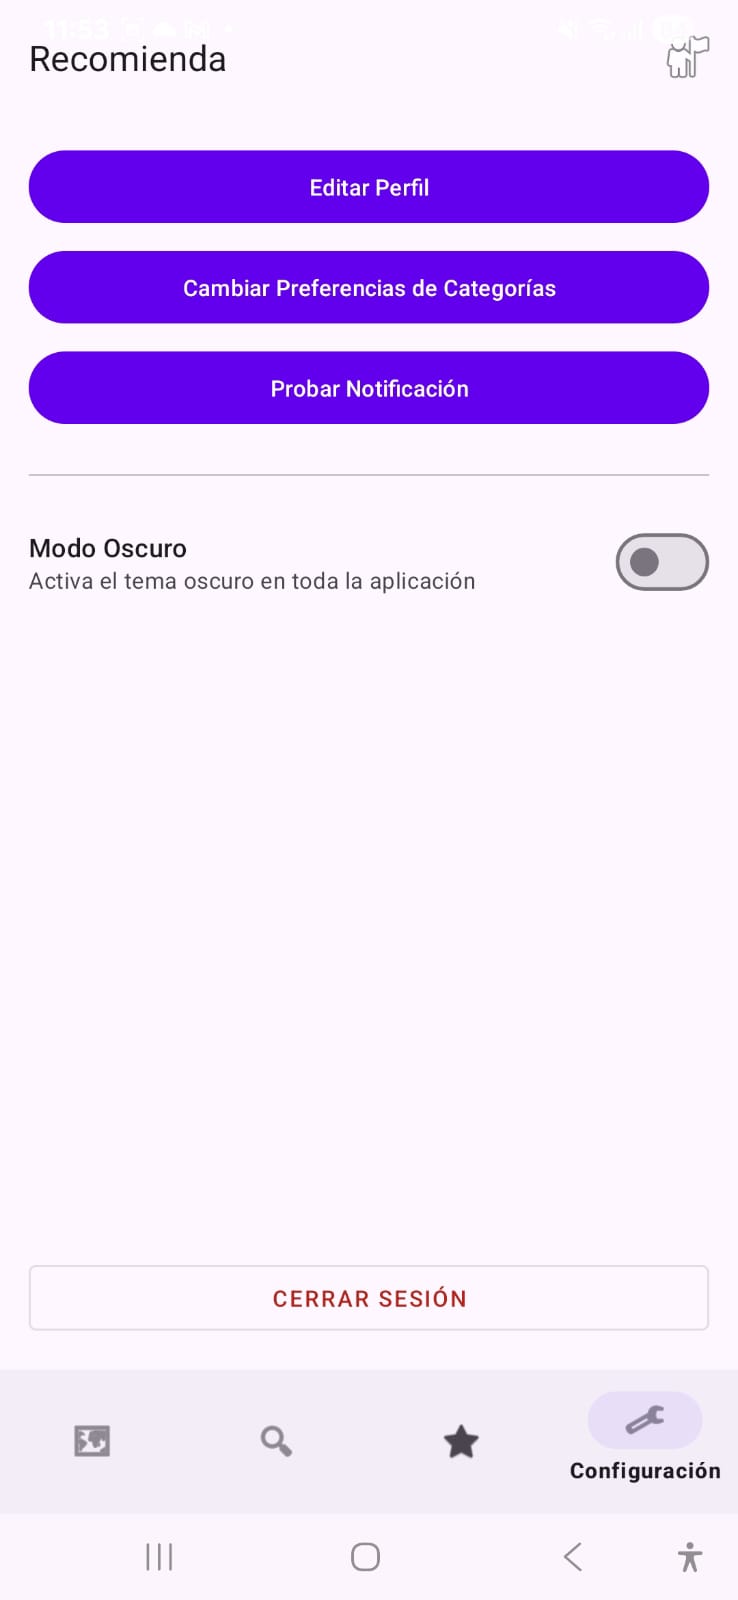 11:53
Recomienda
Editar Perfil
Cambiar Preferencias de Categorías
Probar Notificación
Modo Oscuro
Activa el tema oscuro en toda la aplicación
CERRAR SESIÓN
Configuración